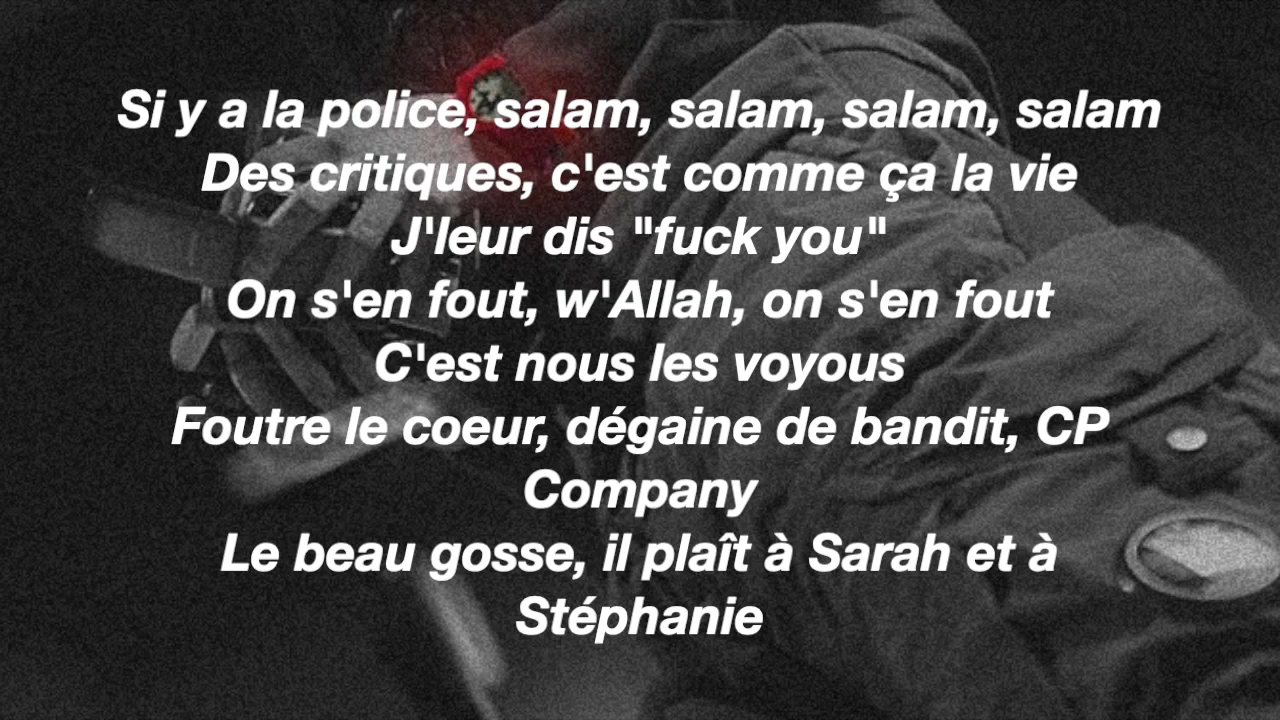 Si y a la police, salam, salam, salam, salam
Des critiques, c'est comme ça la vie
J'leur dis "fuck you"
On s'en fout, w'Allah, on s'en fout
C'est nous les voyous
Foutre le coeur, dégaine de bandit, CP
Company
Le beau gosse, il plaît à Sarah et à
Stéphanie